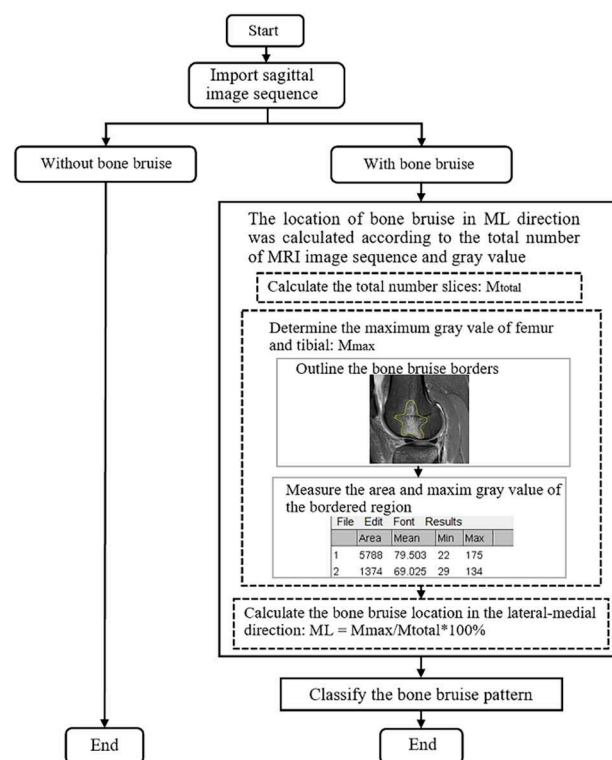 Start
Import sagittal
image sequence
Without bone bruise
With bone bruise
The location of bone bruise in ML direction
was calculated according to the total number
of MRI image sequence and gray value
Calculate the total number slices: Mtotal
Determine the maximum gray vale of femur
and tibial: Mmax
Outline the bone bruise borders
Measure the area and maxim gray value of
the bordered region
File Edit Font Results
Area Mean Min Max
1 5788 79.503 22 175
2 1374 69.025 29 134
Calculate the bone bruise location in the lateral-medial
direction: ML = Mmax/Mtotal*100%
Classify the bone bruise pattern
End
End